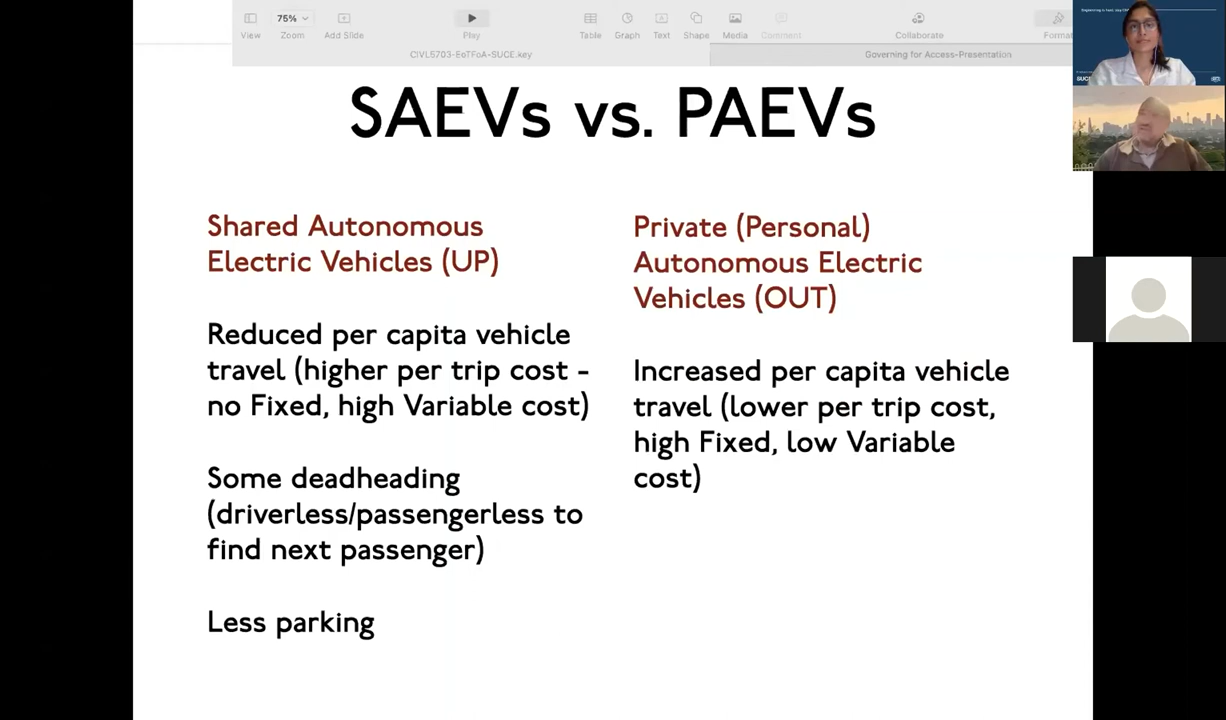 75%
View
Zoom
Add Slide
Play
Table
Graph
Text
Shape
Media
Comment
Collaborate
Format
CIVL5703-EoTFoA-SUCE.key
Governing for Access-Presentation
SAEVs vs. PAEVs
Shared Autonomous
Electric Vehicles (UP)
Reduced per capita vehicle
travel (higher per trip cost -
no Fixed, high Variable cost)
Some deadheading
(driverless/passengerless to
find next passenger)
Less parking
Private (Personal)
Autonomous Electric
Vehicles (OUT)
Increased per capita vehicle
travel (lower per trip cost,
high Fixed, low Variable
cost)